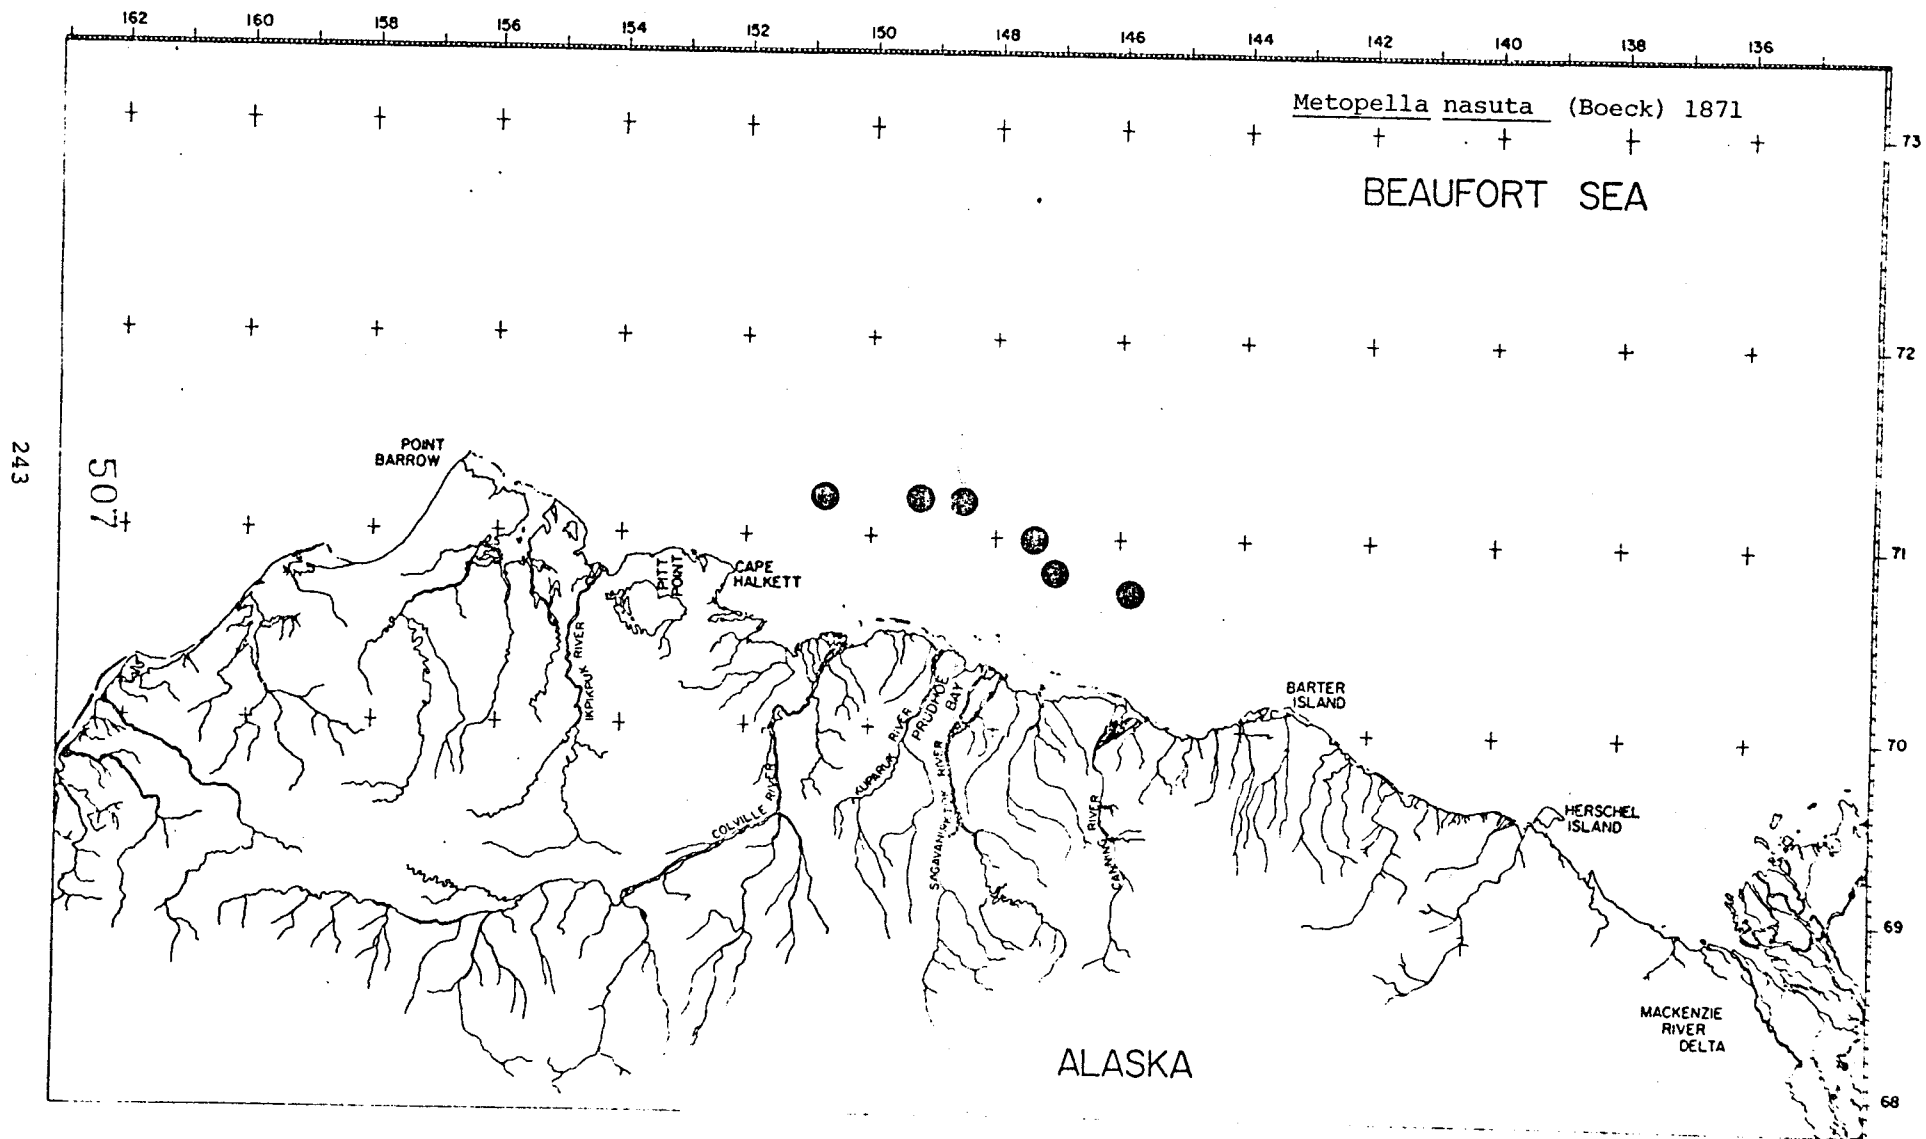 162 160 158 156 154 152 150 148 146 144 142 140 138 136
Metopella nasuta (Boeck) 1871
73
BEAUFORT SEA
72
POINT
BARROW
243
507
71
PITT
POINT
CAPE
HALKETT
IKPIKPUK RIVER
BARTER
ISLAND
PRUDHOE
BAY
KUPARUK RIVER
70
COLVILLE RIVER
SAGAVANIRKTOK RIVER
CANNING RIVER
HERSCHEL
ISLAND
69
MACKENZIE
RIVER
DELTA
ALASKA
68